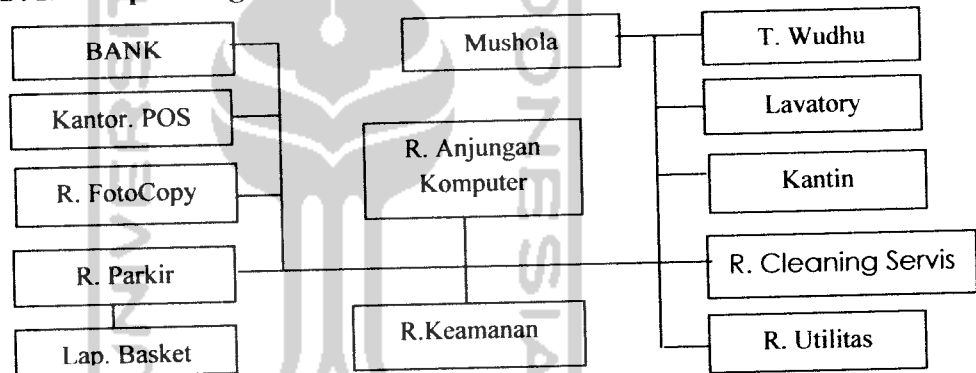 BANK
Mushola
T. Wudhu
Kantor. POS
Lavatory
R. Anjungan
Komputer
R. FotoCopy
Kantin
R. Parkir
R. Cleaning Servis
R.Keamanan
R. Utilitas
Lap. Basket